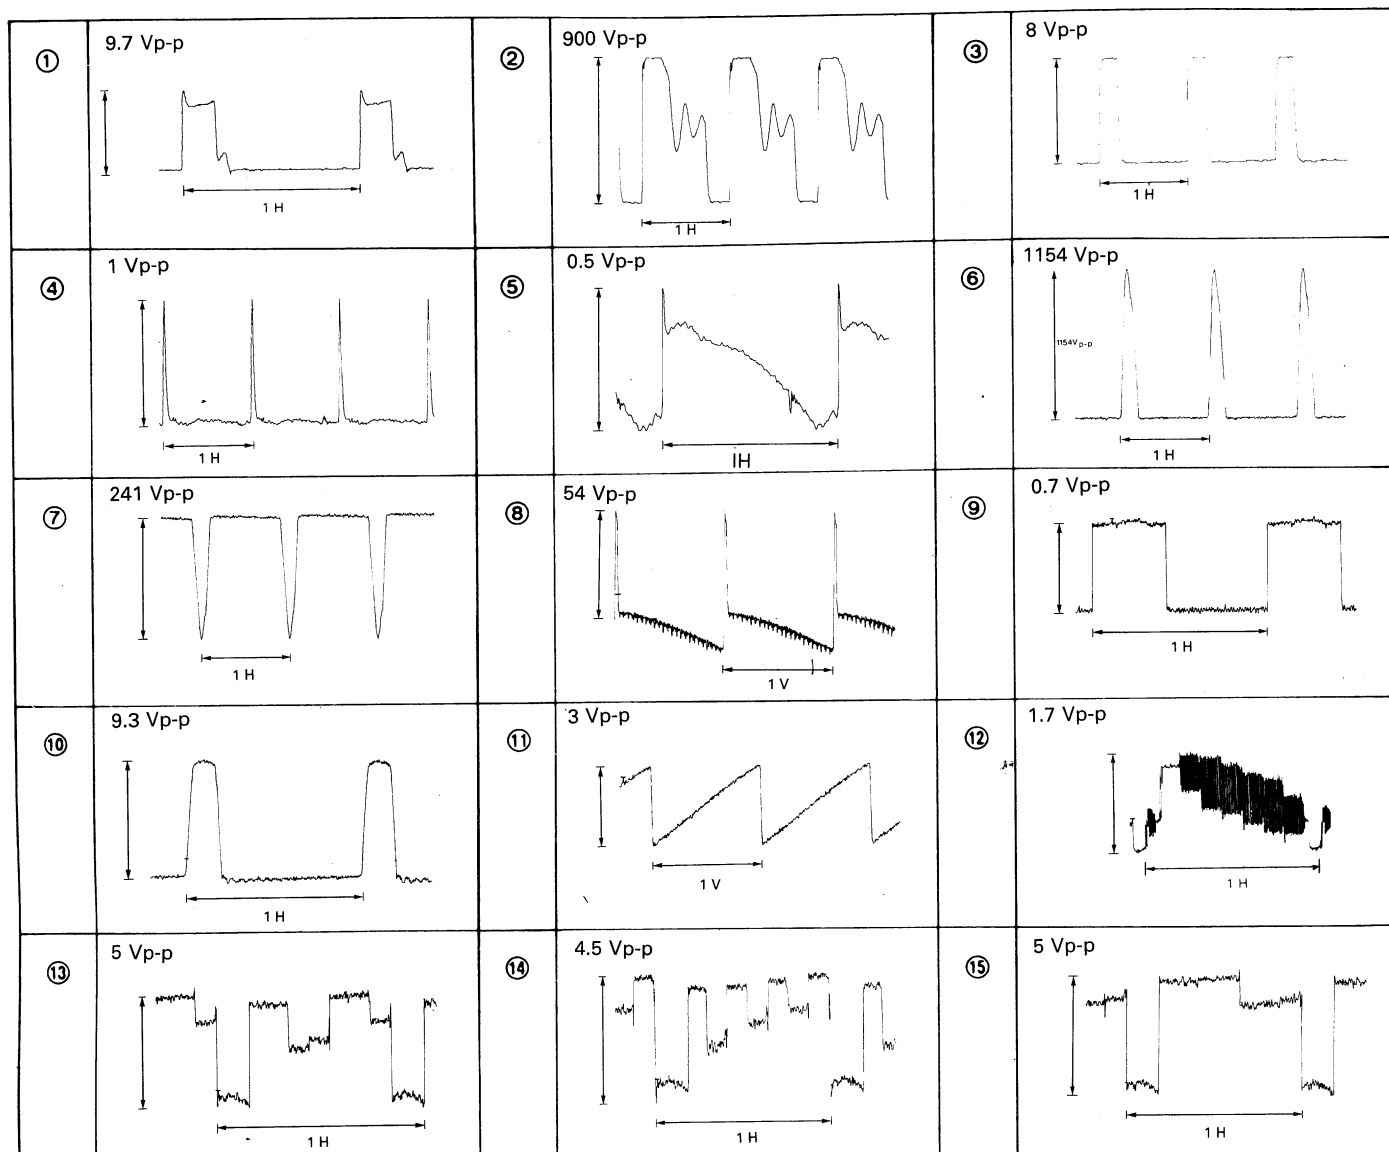 ① 9.7 Vp-p
1 H
② 900 Vp-p
1 H
③ 8 Vp-p
1 H
④ 1 Vp-p
1 H
⑤ 0.5 Vp-p
IH
⑥ 1154 Vp-p
1154Vp-p
1 H
⑦ 241 Vp-p
1 H
⑧ 54 Vp-p
1 V
⑨ 0.7 Vp-p
1 H
⑩ 9.3 Vp-p
1 H
⑪ 3 Vp-p
1 V
⑫ 1.7 Vp-p
1 H
⑬ 5 Vp-p
1 H
⑭ 4.5 Vp-p
1 H
⑮ 5 Vp-p
1 H